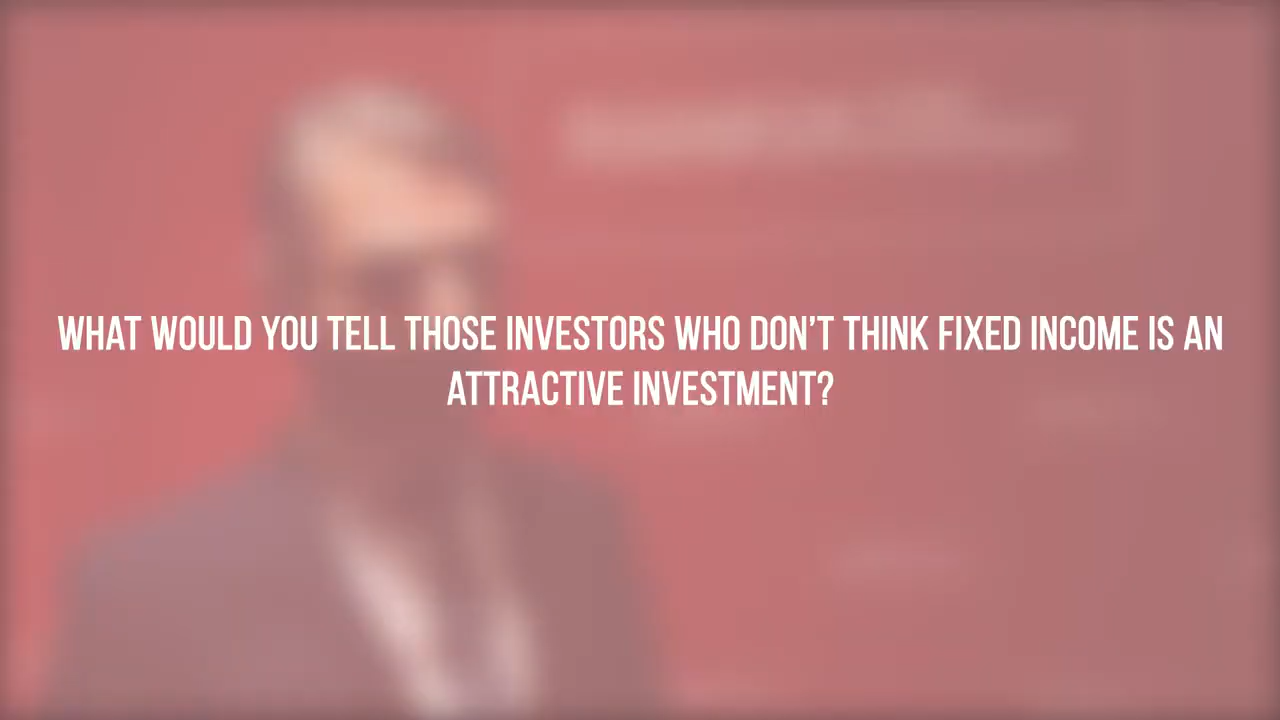 WHAT WOULD YOU TELL THOSE INVESTORS WHO DON'T THINK FIXED INCOME IS AN
ATTRACTIVE INVESTMENT?